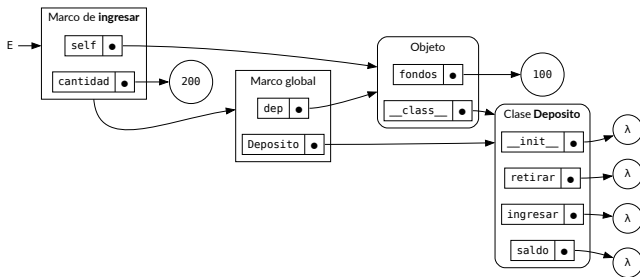 Marco de ingresar
E
self
cantidad
200
Marco global
dep
Deposito
Objeto
fondos
100
__class__
Clase Deposito
__init__
λ
retirar
λ
ingresar
λ
saldo
λ